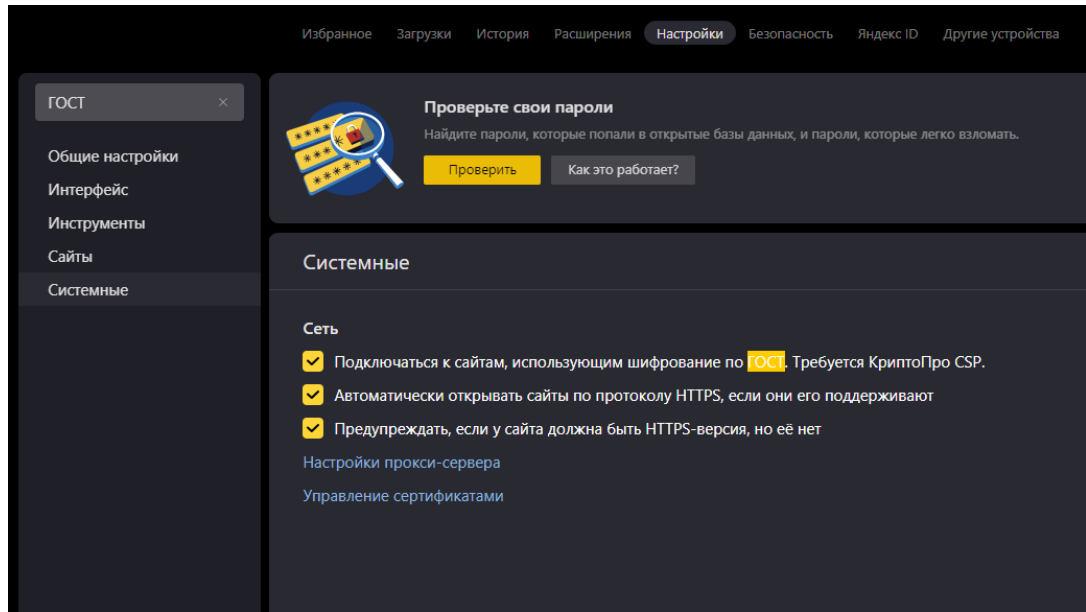 Избранное Загрузки История Расширения Настройки Безопасность Яндекс ID Другие устройства
ГОСТ
Общие настройки
Интерфейс
Инструменты
Сайты
Системные
Проверьте свои пароли
Найдите пароли, которые попали в открытые базы данных, и пароли, которые легко взломать.
Проверить Как это работает?
Системные
Сеть
Подключаться к сайтам, использующим шифрование по ГОСТ. Требуется КриптоПро CSP.
Автоматически открывать сайты по протоколу HTTPS, если они его поддерживают
Предупреждать, если у сайта должна быть HTTPS-версия, но её нет
Настройки прокси-сервера
Управление сертификатами